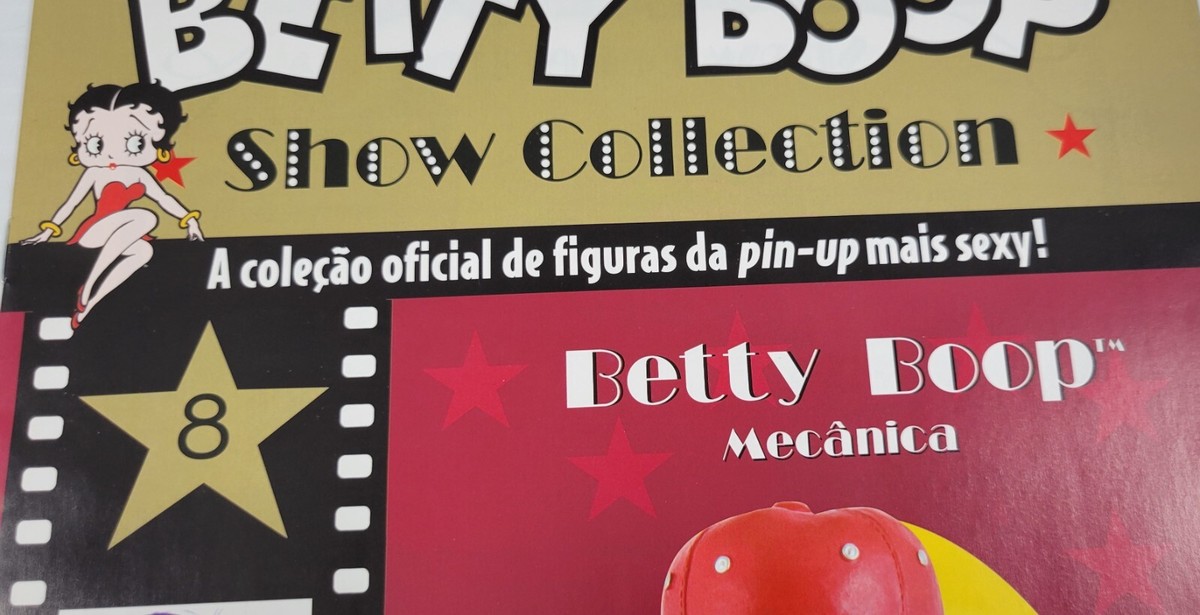 BETTY BOOP
Show Collection
A coleção oficial de figuras da pin-up mais sexy!
8
Betty Boop™
Mecânica